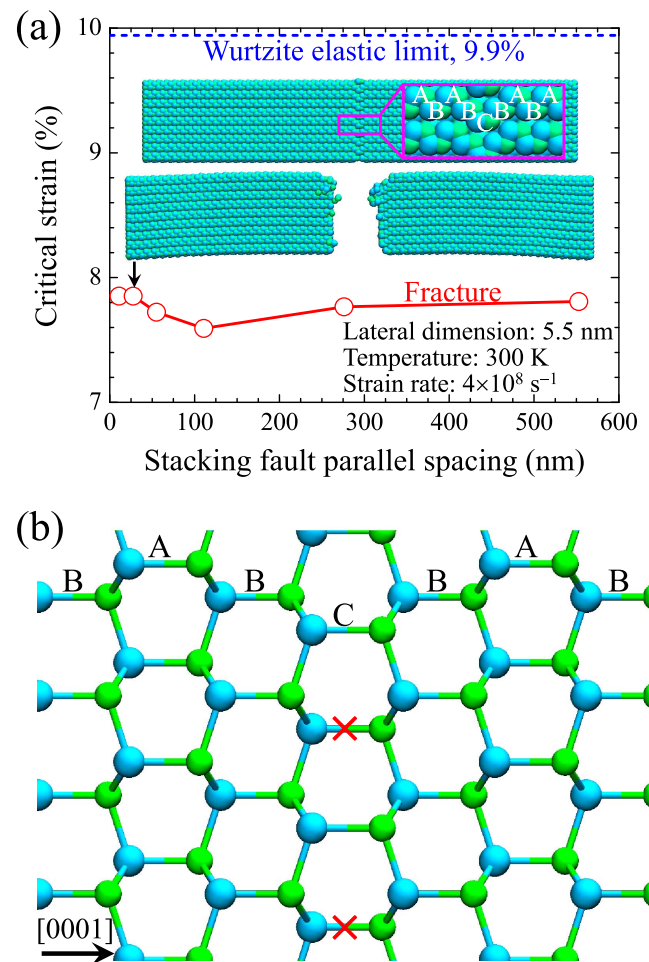 (a)
10
Wurtzite elastic limit, 9.9%
A A A A
B B B B
C
9
Critical strain (%)
8
Fracture
Lateral dimension: 5.5 nm
Temperature: 300 K
Strain rate: 4×10⁸ s⁻¹
7
0 100 200 300 400 500 600
Stacking fault parallel spacing (nm)
(b)
A A
B B B B
C
[0001]